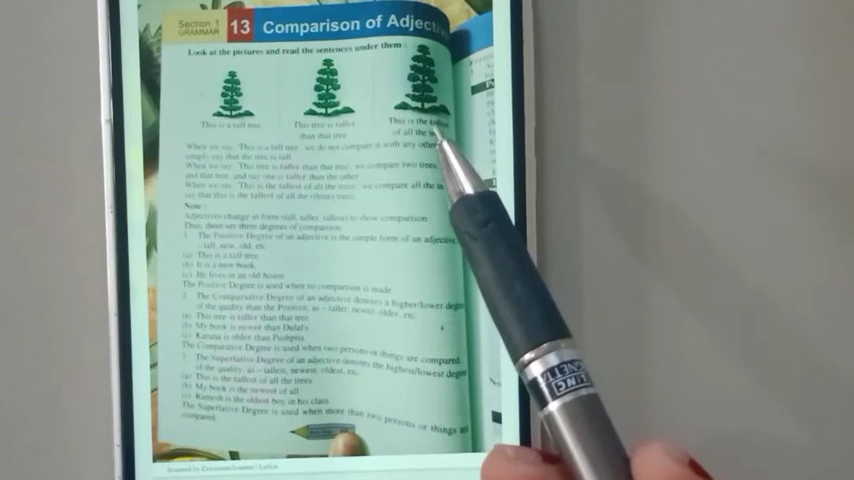 Section 1
GRAMMAR
13 Comparison of Adjecti
Look at the pictures and read the sentences under them :
This is a tall tree.
This tree is taller
than that tree.
This is the
of all the
When we say, 'This is a tall tree', we do not compare it with any other
simply say that the tree is tall.
When we say, 'This tree is taller than that tree', we compare two trees,
and that tree, and say one is taller than the other.
When we say, 'This is the tallest of all the trees', we compare all the
say that this is the tallest of all the (things) trees.
Note :
Adjectives change in form (tall, taller, tallest) to show comparison.
Thus, there are three degrees of comparison.
1. The Positive Degree of an adjective is the simple form of an adjective
– tall, new, old, etc.
(a) This is a tall tree.
(b) It is a new book.
(c) He lives in an old house.
The Positive Degree is used when no comparison is made.
2. The Comparative Degree of an adjective denotes a higher/lower degre
of the quality than the Positive, as – taller, newer, older, etc.
(a) This tree is taller than that tree.
(b) My book is newer than Dulal's.
(c) Karuna is older than Pushpita.
The Comparative Degree is used when two persons or things are compared.
3. The Superlative Degree of an adjective denotes the highest/lowest degre
of the quality, as – tallest, newest, oldest, etc.
(a) This is the tallest of all the trees.
(b) My book is the newest of all.
(c) Ramesh is the oldest boy in his class.
The Superlative Degree is used when more than two persons or things a
compared.
LINC